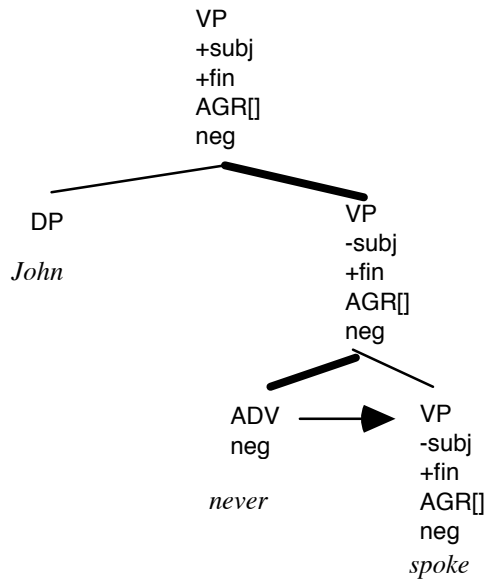 VP
+subj
+fin
AGR[]
neg
DP
John
VP
-subj
+fin
AGR[]
neg
ADV
neg
never
VP
-subj
+fin
AGR[]
neg
spoke